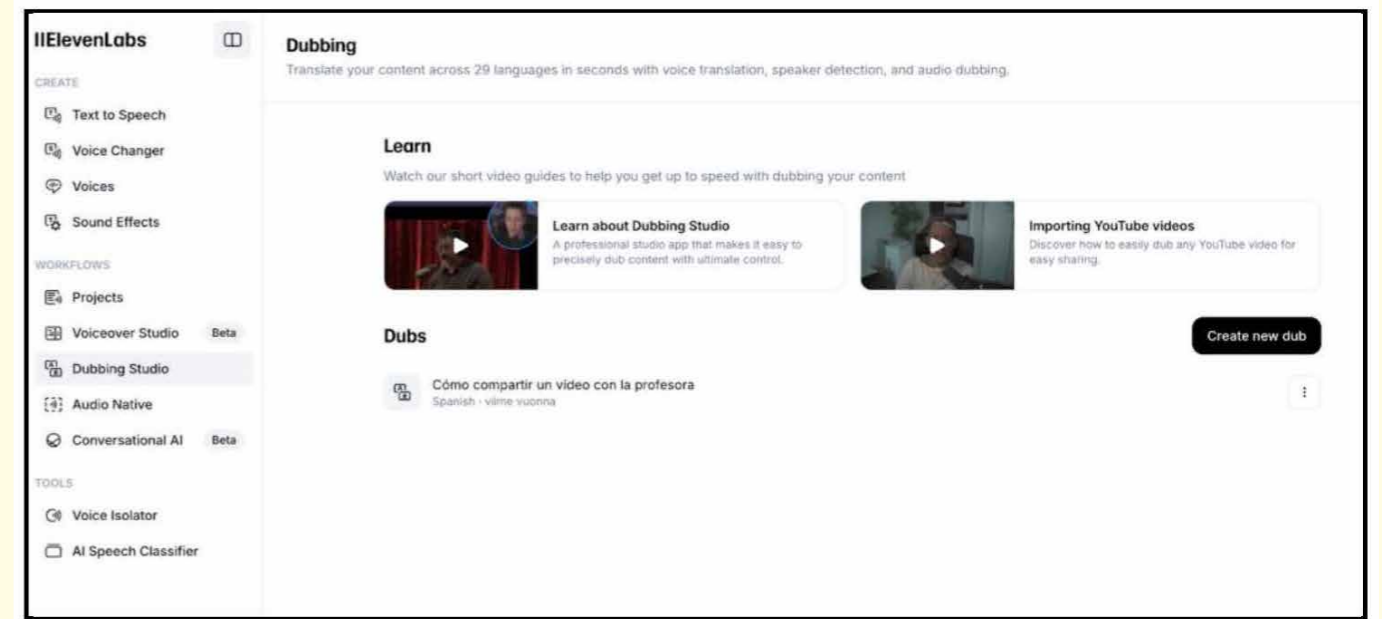 IIElevenLabs
CREATE
Text to Speech
Voice Changer
Voices
Sound Effects
WORKFLOWS
Projects
Voiceover Studio Beta
Dubbing Studio
Audio Native
Conversational AI Beta
TOOLS
Voice Isolator
AI Speech Classifier
Dubbing
Translate your content across 29 languages in seconds with voice translation, speaker detection, and audio dubbing.
Learn
Watch our short video guides to help you get up to speed with dubbing your content
Learn about Dubbing Studio
A professional studio app that makes it easy to
precisely dub content with ultimate control.
Importing YouTube videos
Discover how to easily dub any YouTube video for
easy sharing.
Dubs
Create new dub
Cómo compartir un vídeo con la profesora
Spanish · viime vuonna